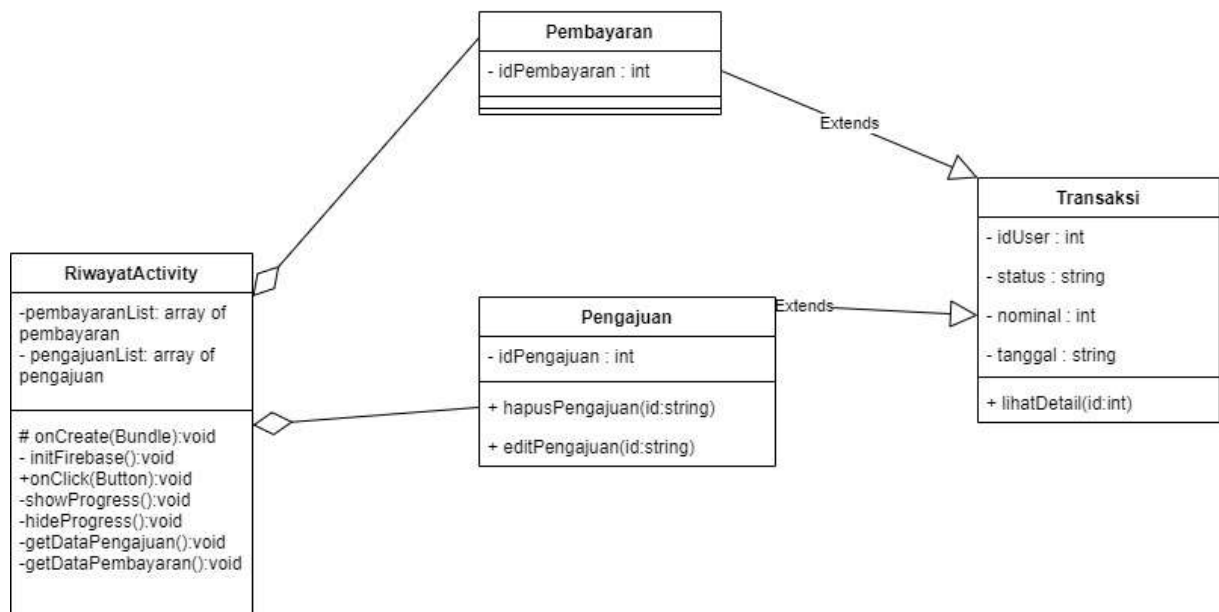 Pembayaran
- idPembayaran : int
Extends
Transaksi
- idUser : int
- status : string
- nominal : int
- tanggal : string
+ lihatDetail(id:int)
RiwayatActivity
-pembayaranList: array of
pembayaran
- pengajuanList: array of
pengajuan
# onCreate(Bundle):void
- initFirebase():void
+onClick(Button):void
-showProgress():void
-hideProgress():void
-getDataPengajuan():void
-getDataPembayaran():void
Pengajuan
- idPengajuan : int
+ hapusPengajuan(id:string)
+ editPengajuan(id:string)
Extends